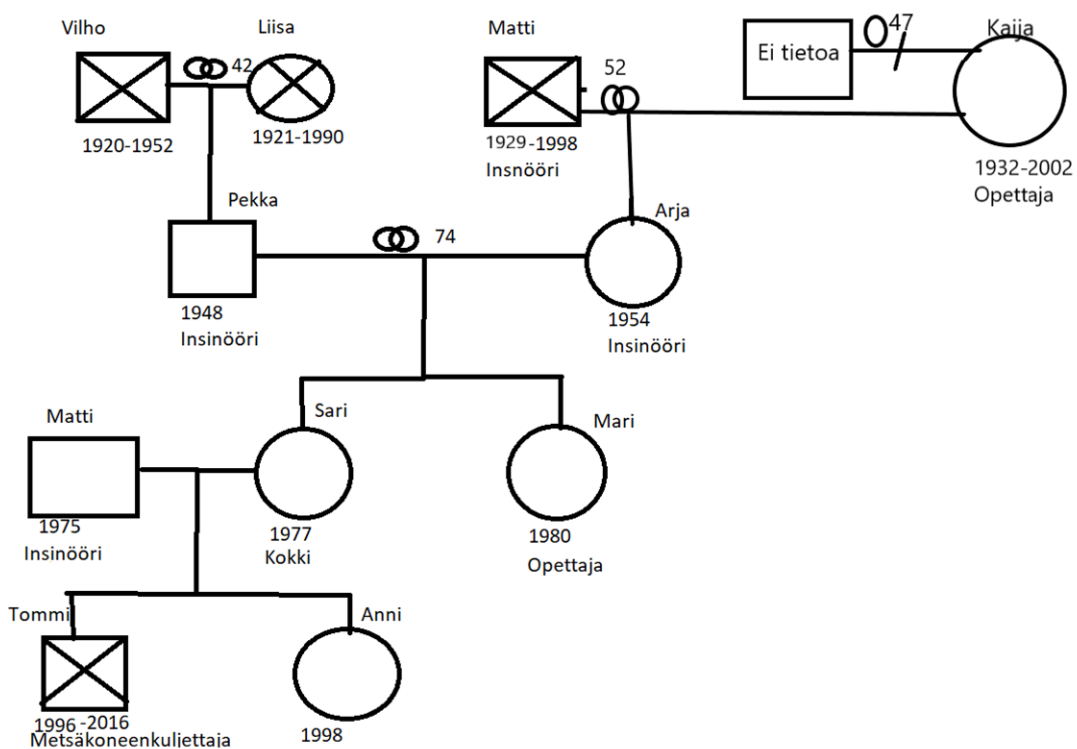 Vilho
Liisa
Matti
47
Kaija
42
52
Ei tietoa
1920-1952
1921-1990
1929-1998
Insnööri
1932-2002
Opettaja
Pekka
Arja
74
1948
Insinööri
1954
Insinööri
Matti
Sari
Mari
1975
Insinööri
1977
Kokki
1980
Opettaja
Tommi
Anni
1996-2016
Metsäkoneenkuljettaja
1998